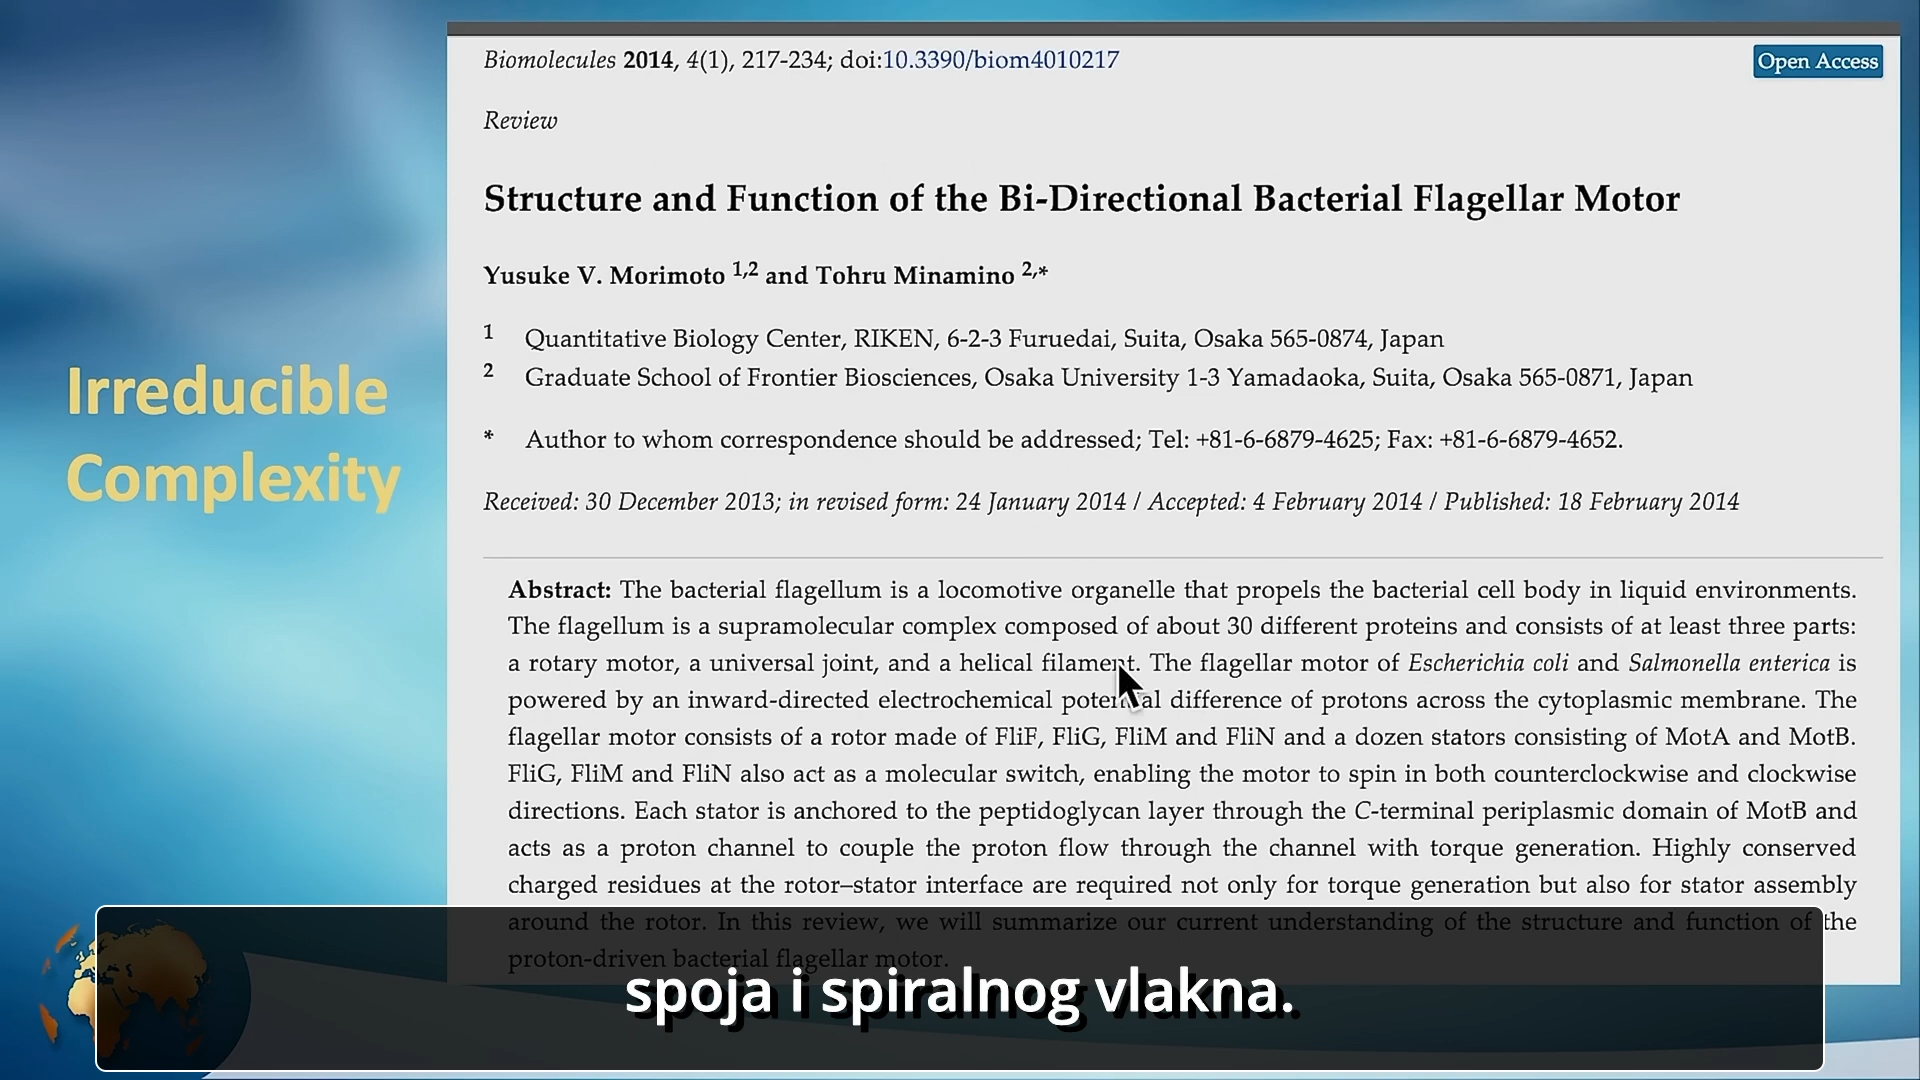 Biomolecules 2014, 4(1), 217-234; doi:10.3390/biom4010217
Open Access
Review
Structure and Function of the Bi-Directional Bacterial Flagellar Motor
Yusuke V. Morimoto 1,2 and Tohru Minamino 2,*
1 Quantitative Biology Center, RIKEN, 6-2-3 Furuedai, Suita, Osaka 565-0874, Japan
2 Graduate School of Frontier Biosciences, Osaka University 1-3 Yamadaoka, Suita, Osaka 565-0871, Japan
* Author to whom correspondence should be addressed; Tel: +81-6-6879-4625; Fax: +81-6-6879-4652.
Received: 30 December 2013; in revised form: 24 January 2014 / Accepted: 4 February 2014 / Published: 18 February 2014
Irreducible
Complexity
Abstract: The bacterial flagellum is a locomotive organelle that propels the bacterial cell body in liquid environments.
The flagellum is a supramolecular complex composed of about 30 different proteins and consists of at least three parts:
a rotary motor, a universal joint, and a helical filament. The flagellar motor of Escherichia coli and Salmonella enterica is
powered by an inward-directed electrochemical potential difference of protons across the cytoplasmic membrane. The
flagellar motor consists of a rotor made of FliF, FliG, FliM and FliN and a dozen stators consisting of MotA and MotB.
FliG, FliM and FliN also act as a molecular switch, enabling the motor to spin in both counterclockwise and clockwise
directions. Each stator is anchored to the peptidoglycan layer through the C-terminal periplasmic domain of MotB and
acts as a proton channel to couple the proton flow through the channel with torque generation. Highly conserved
charged residues at the rotor–stator interface are required not only for torque generation but also for stator assembly
around the rotor. In this review, we will summarize our current understanding of the structure and function of the
proton-driven bacterial flagellar motor.
spoja i spiralnog vlakna.